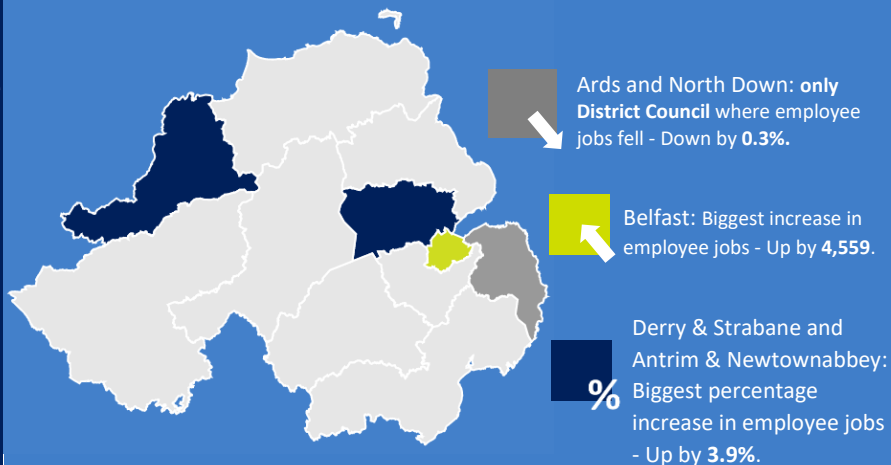 Ards and North Down: only
District Council where employee
jobs fell - Down by 0.3%.
Belfast: Biggest increase in
employee jobs - Up by 4,559.
Derry & Strabane and
Antrim & Newtownabbey:
Biggest percentage
increase in employee jobs
- Up by 3.9%.
%